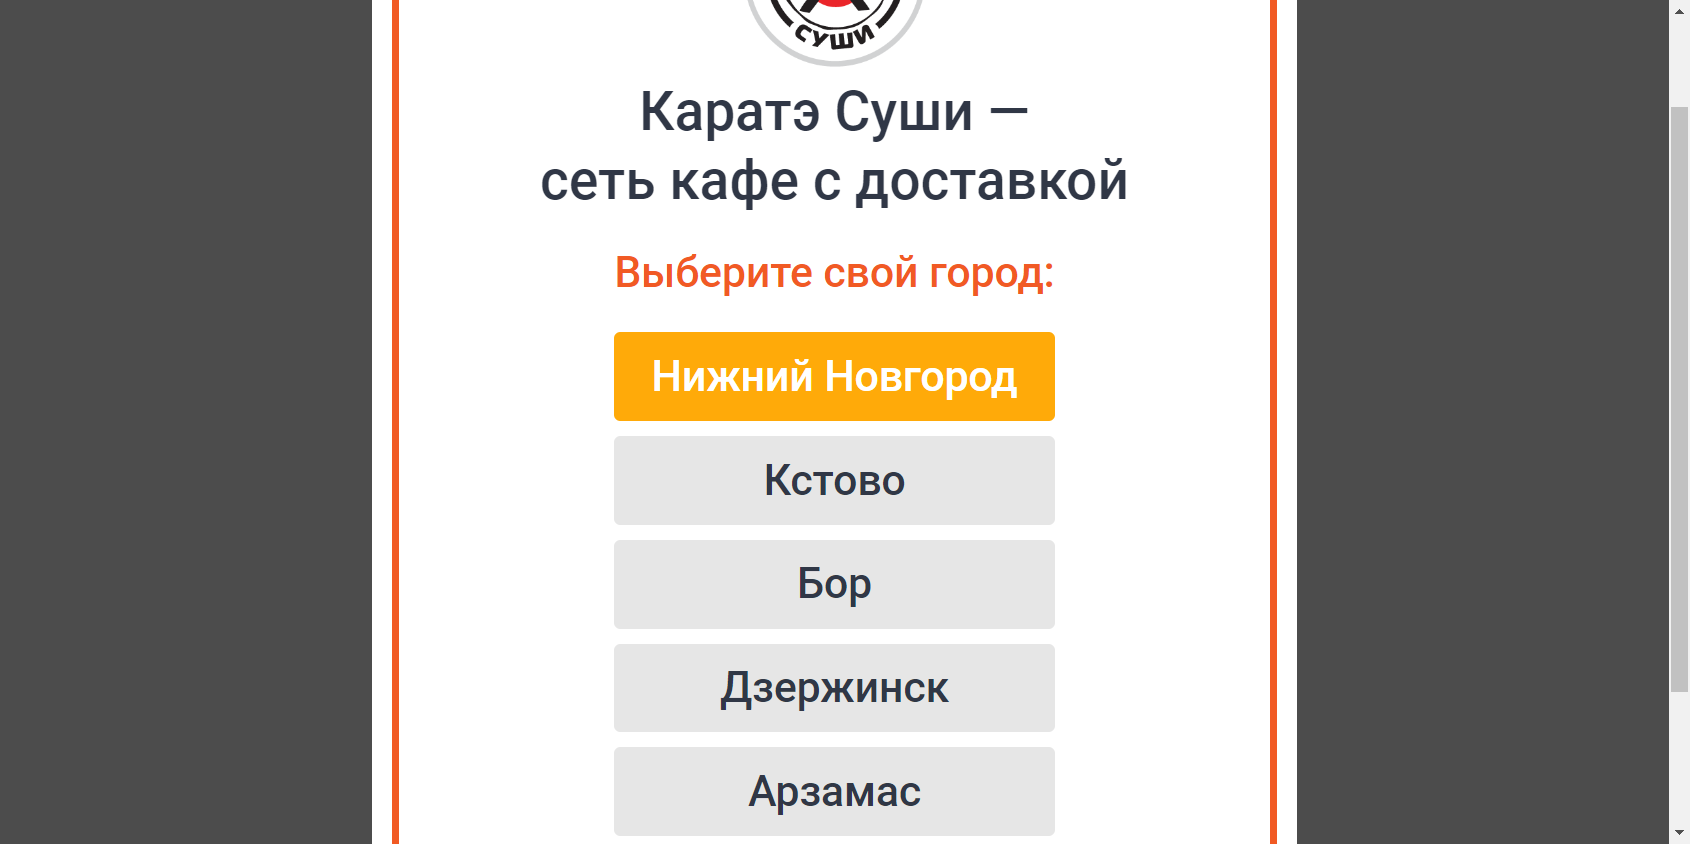 СУШИ
Каратэ Суши —
сеть кафе с доставкой
Выберите свой город:
Нижний Новгород
Кстово
Бор
Дзержинск
Арзамас